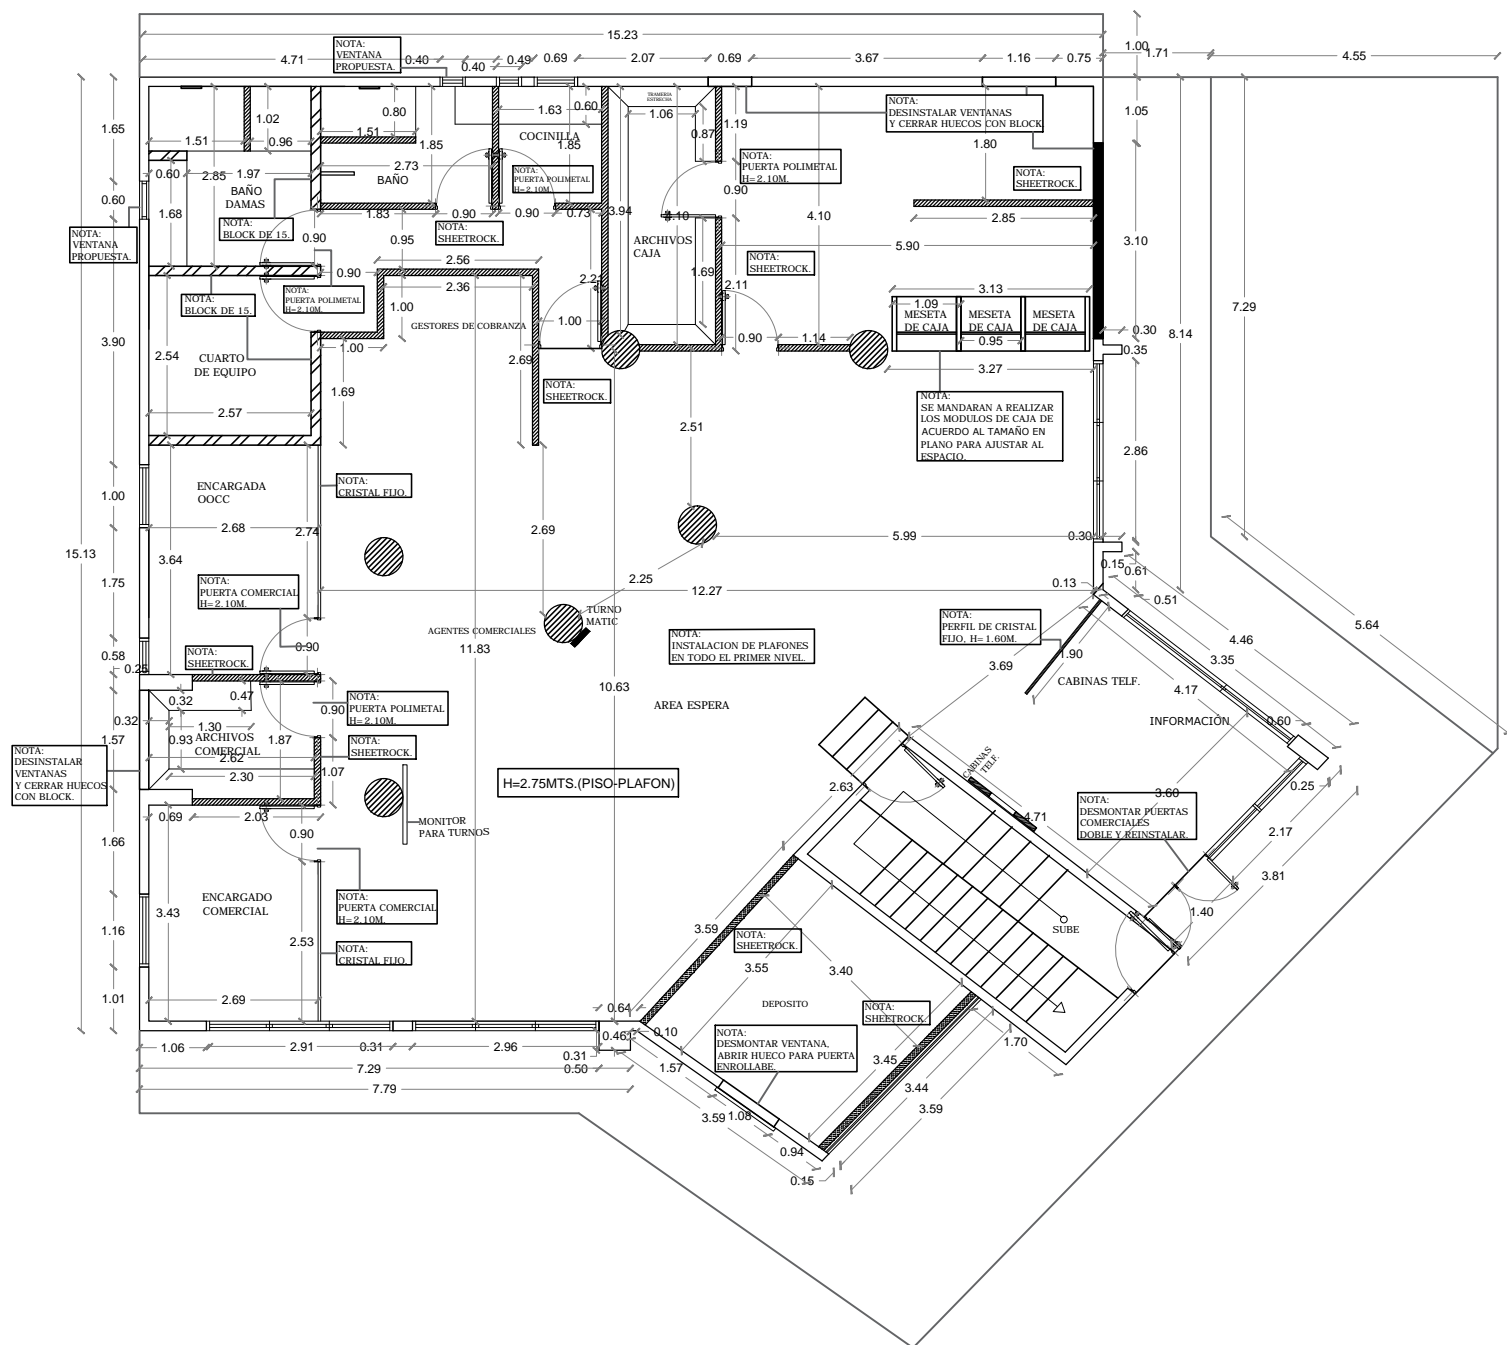 15.23
1.00
1.71
4.55
NOTA:
VENTANA
PROPUESTA.
4.71
0.40
0.40
0.49
0.69
2.07
0.69
3.67
1.16
0.75
1.65
1.02
1.51
0.96
0.80
1.51
1.85
1.63
0.60
COCINILLA
1.85
TRAMERIA
ESTRECHA
1.06
0.87
1.19
NOTA:
DESINSTALAR VENTANAS
Y CERRAR HUECOS CON BLOCK.
1.80
1.05
0.60
2.85
1.97
BAÑO
DAMAS
1.68
0.60
2.73
BAÑO
NOTA:
PUERTA POLIMETAL
H=2.10M.
NOTA:
PUERTA POLIMETAL
H=2.10M.
0.90
NOTA:
SHEETROCK.
NOTA:
BLOCK DE 15.
1.83
0.90
0.90
0.73
3.94
4.10
4.10
2.85
NOTA:
VENTANA
PROPUESTA.
0.90
0.95
NOTA:
SHEETROCK.
ARCHIVOS
CAJA
5.90
3.10
NOTA:
SHEETROCK.
0.90
2.56
2.36
2.21
1.69
2.11
3.13
7.29
NOTA:
BLOCK DE 15.
NOTA:
PUERTA POLIMETAL
H=2.10M.
1.00
GESTORES DE COBRANZA
1.00
1.09
MESETA
DE CAJA
MESETA
DE CAJA
MESETA
DE CAJA
0.95
0.30
8.14
0.35
3.90
2.54
CUARTO
DE EQUIPO
1.00
2.69
0.90
1.14
3.27
1.69
NOTA:
SHEETROCK.
NOTA:
SE MANDARAN A REALIZAR
LOS MODULOS DE CAJA DE
ACUERDO AL TAMAÑO EN
PLANO PARA AJUSTAR AL
ESPACIO.
2.57
2.51
2.86
ENCARGADA
OOCC
NOTA:
CRISTAL FIJO.
1.00
2.68
2.74
2.69
5.99
0.30
15.13
3.64
0.15
0.61
1.75
NOTA:
PUERTA COMERCIAL
H=2.10M.
2.25
12.27
0.13
0.51
TURNO
MATIC
AGENTES COMERCIALES
11.83
NOTA:
INSTALACION DE PLAFONES
EN TODO EL PRIMER NIVEL.
NOTA:
PERFIL DE CRISTAL
FIJO, H=1.60M.
4.46
5.64
0.90
0.58
0.25
NOTA:
SHEETROCK.
1.90
3.69
3.35
CABINAS TELF.
4.17
10.63
0.32
0.47
0.90
NOTA:
PUERTA POLIMETAL
H=2.10M.
AREA ESPERA
INFORMACIÓN
0.60
0.32
1.30
1.57
0.93
ARCHIVOS
COMERCIAL
1.87
2.62
2.30
1.07
NOTA:
SHEETROCK.
NOTA:
DESINSTALAR
VENTANAS
Y CERRAR HUECOS
CON BLOCK.
H=2.75MTS.(PISO-PLAFON)
CABINAS
TELF.
2.63
3.60
0.25
NOTA:
DESMONTAR PUERTAS
COMERCIALES
DOBLE Y REINSTALAR.
0.69
2.03
0.90
MONITOR
PARA TURNOS
4.71
2.17
1.66
3.81
ENCARGADO
COMERCIAL
NOTA:
PUERTA COMERCIAL
H=2.10M.
3.43
1.16
2.53
NOTA:
CRISTAL FIJO.
3.59
NOTA:
SHEETROCK.
SUBE
1.40
3.55
3.40
1.01
2.69
0.64
DEPOSITO
NOTA:
SHEETROCK.
0.46
0.10
NOTA:
DESMONTAR VENTANA,
ABRIR HUECO PARA PUERTA
ENROLLABE.
1.06
2.91
0.31
2.96
0.31
1.70
7.29
0.50
1.57
3.45
7.79
3.44
3.59
1.08
3.59
0.94
0.15